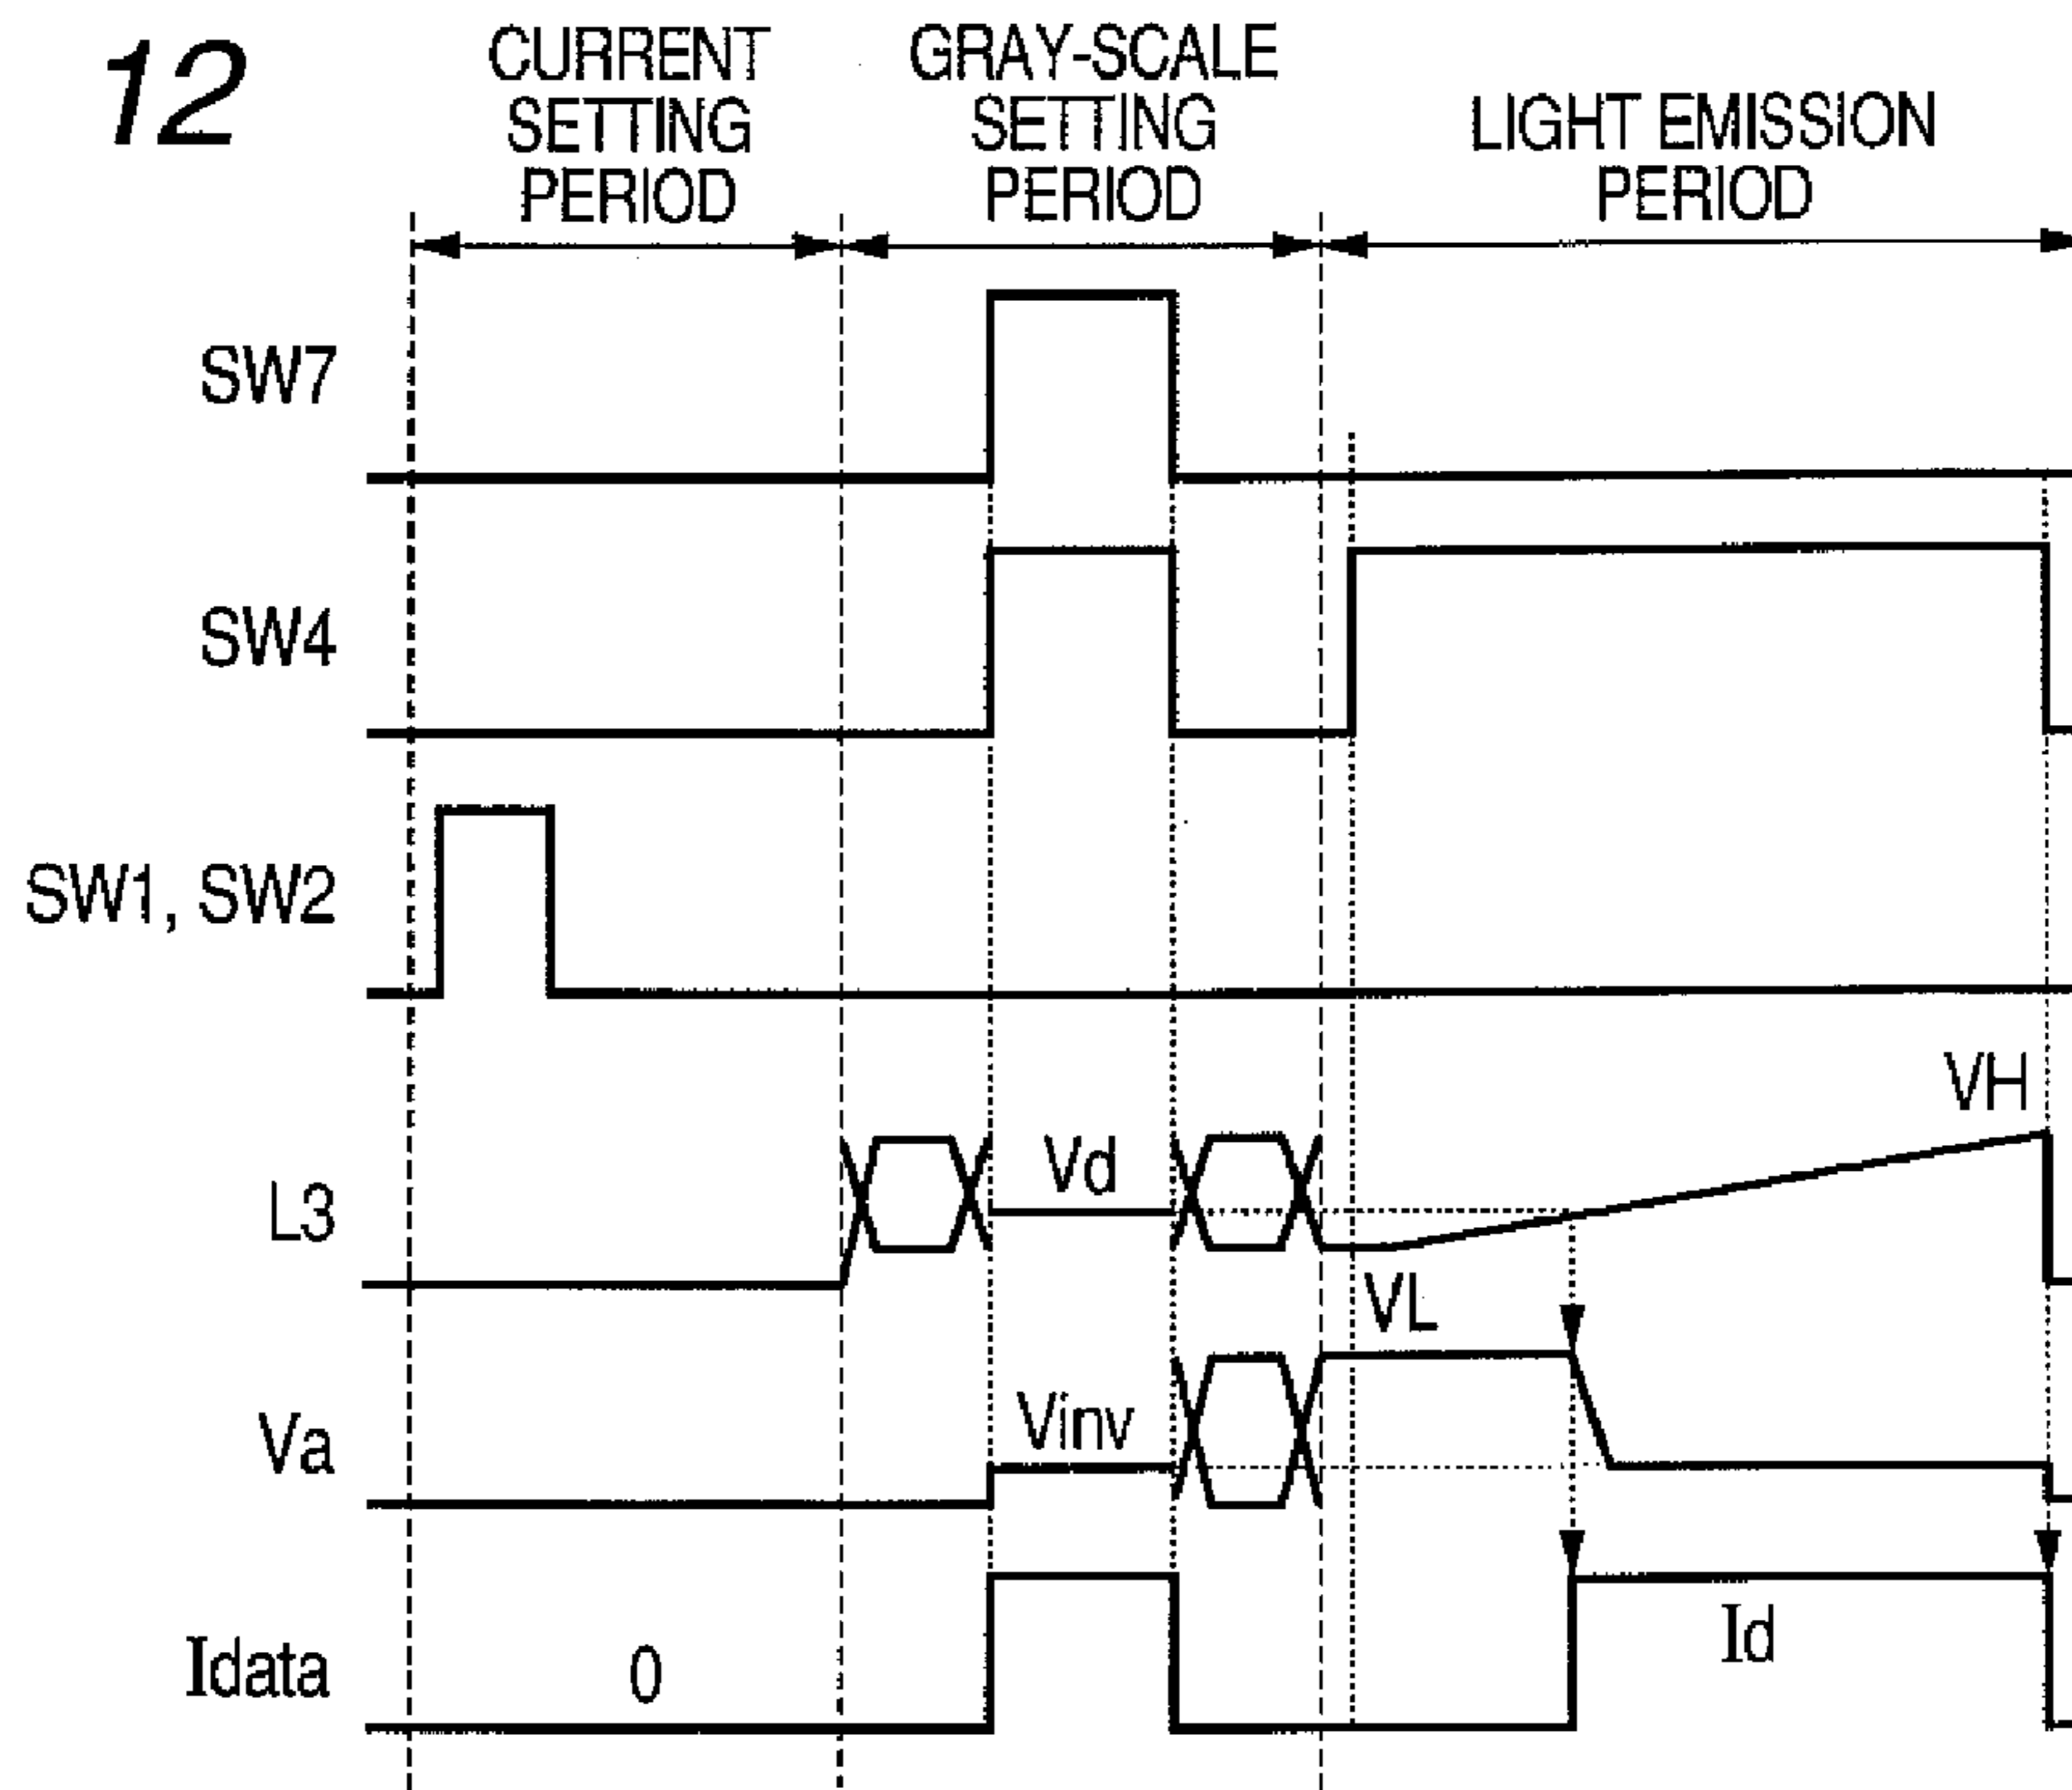 12
CURRENT
SETTING
PERIOD
GRAY-SCALE
SETTING
PERIOD
LIGHT EMISSION
PERIOD
SW7
SW4
SW1, SW2
L3
Vd
VH
VL
Va
Vinv
Idata
0
Id